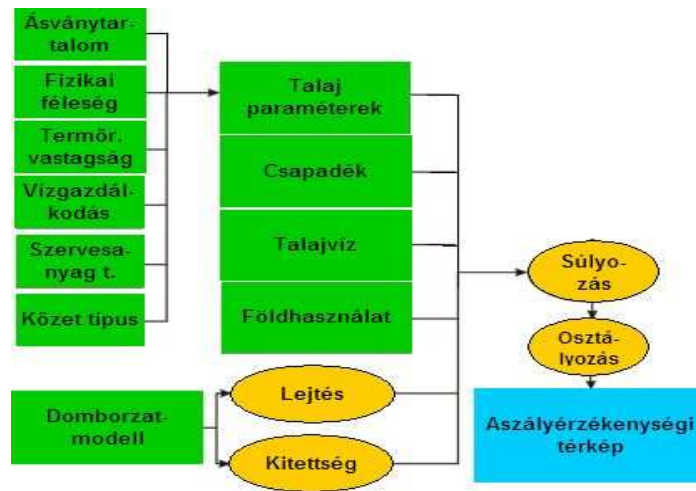 Ásványtar-
talom
Fizikai
féleség
Termőr.
vastagság
Vízgazdál-
kodás
Szervesa-
nyag t.
Kőzet típus
Talaj
paraméterek
Csapadék
Talajvíz
Földhasználat
Domborzat-
modell
Lejtés
Kitettség
Súlyo-
zás
Osztá-
lyozás
Aszályérzékenységi
térkép